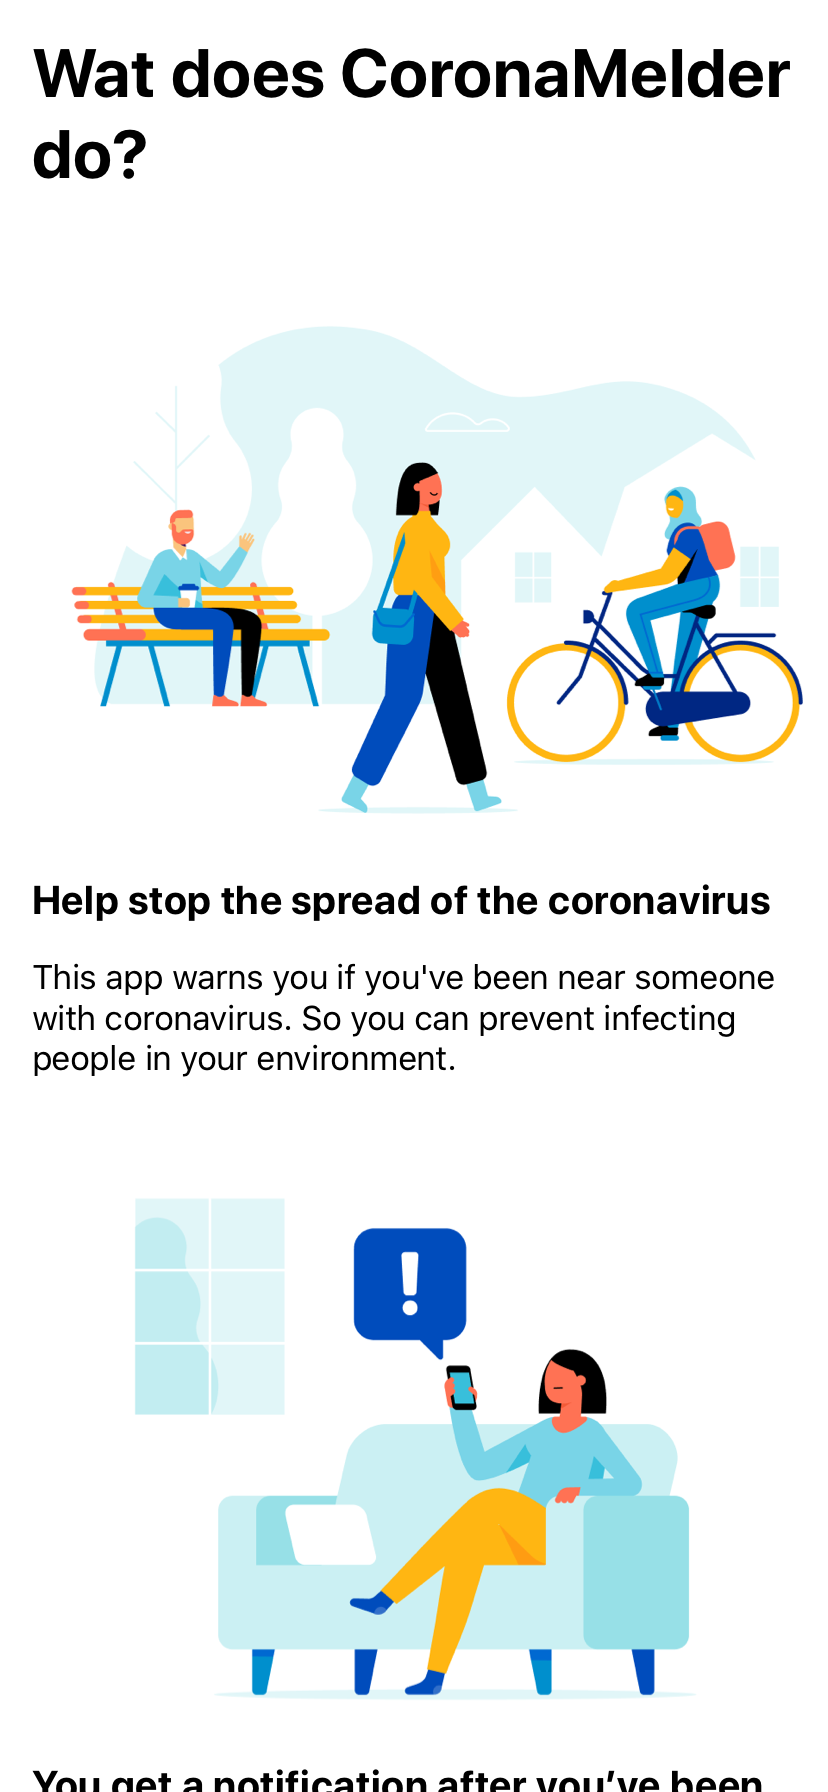 Wat does CoronaMelder
do?
Help stop the spread of the coronavirus
This app warns you if you've been near someone
with coronavirus. So you can prevent infecting
people in your environment.
You get a notification after you’ve been